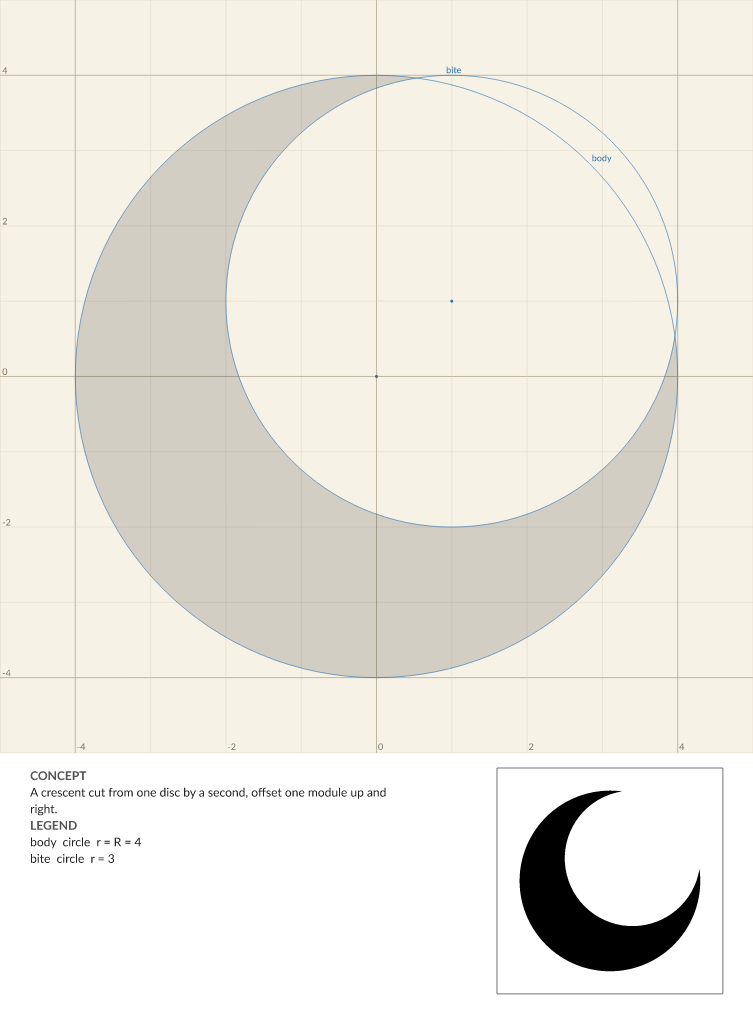 4
bite
body
2
0
-2
-4
-4 -2 0 2 4
CONCEPT
A crescent cut from one disc by a second, offset one module up and
right.
LEGEND
body circle r = R = 4
bite circle r = 3